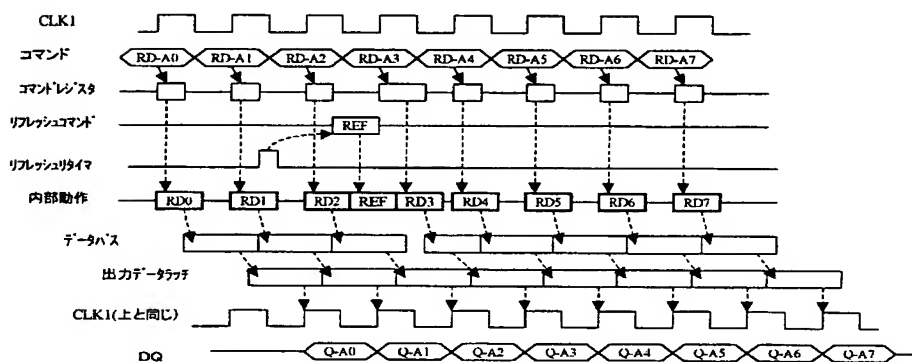 CLK1
コマンド RD-A0 RD-A1 RD-A2 RD-A3 RD-A4 RD-A5 RD-A6 RD-A7
コマンドレジスタ
リフレッシュコマンド REF
リフレッシュリタイマ
内部動作 RD0 RD1 RD2 REF RD3 RD4 RD5 RD6 RD7
データバス
出力データラッチ
CLK1(上と同じ)
DQ Q-A0 Q-A1 Q-A2 Q-A3 Q-A4 Q-A5 Q-A6 Q-A7